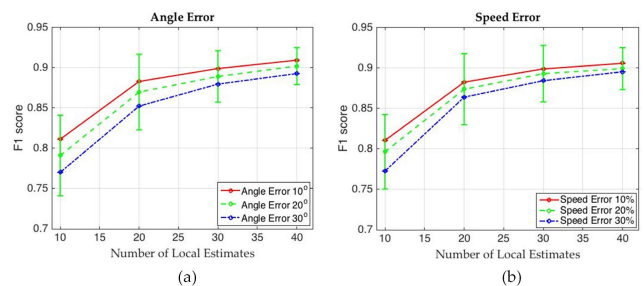 Angle Error
F1 score
0.95
0.9
0.85
0.8
0.75
0.7
10 15 20 25 30 35 40
Number of Local Estimates
Angle Error 10°
Angle Error 20°
Angle Error 30°
(a)
Speed Error
F1 score
0.95
0.9
0.85
0.8
0.75
0.7
10 15 20 25 30 35 40
Number of Local Estimates
Speed Error 10%
Speed Error 20%
Speed Error 30%
(b)